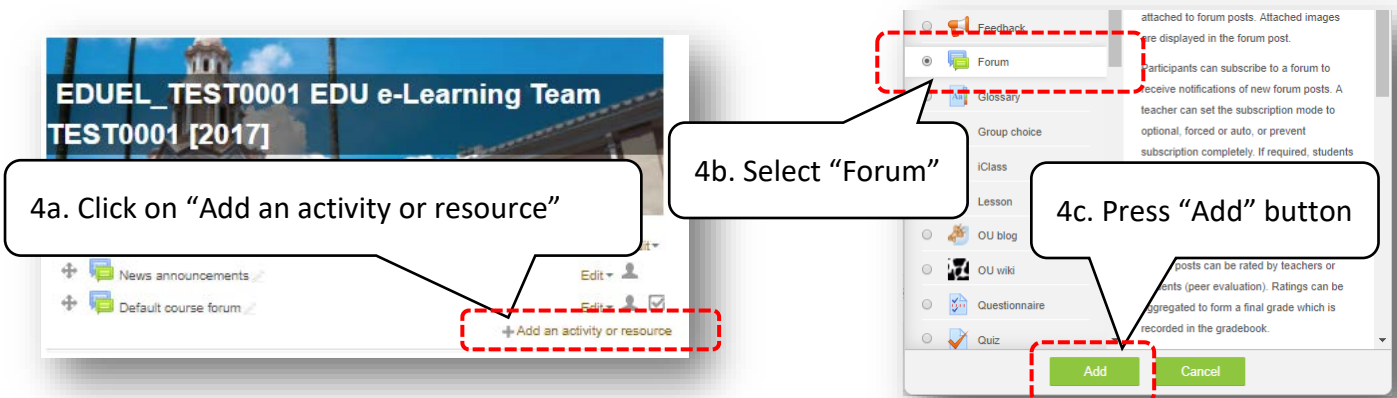 EDUEL_TEST0001 EDU e-Learning Team
TEST0001 [2017]
4a. Click on “Add an activity or resource”
News announcements
Edit
Default course forum
Edit
Add an activity or resource
Feedback
Forum
Glossary
Group choice
iClass
Lesson
OU blog
OU wiki
Questionnaire
Quiz
attached to forum posts. Attached images
are displayed in the forum post.
Participants can subscribe to a forum to
receive notifications of new forum posts. A
teacher can set the subscription mode to
optional, forced or auto, or prevent
subscription completely. If required, students
4b. Select “Forum”
4c. Press “Add” button
posts can be rated by teachers or
(peer evaluation). Ratings can be
aggregated to form a final grade which is
recorded in the gradebook.
Add
Cancel